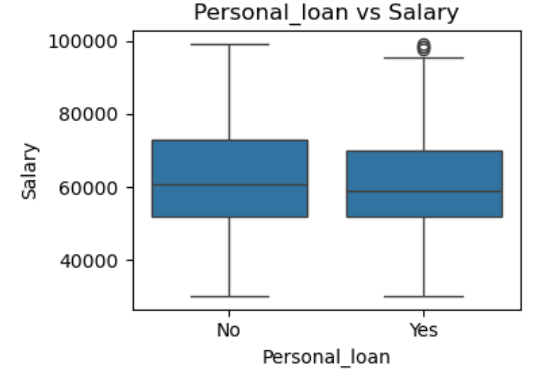 Personal_loan vs Salary
100000
80000
60000
40000
Salary
No
Yes
Personal_loan